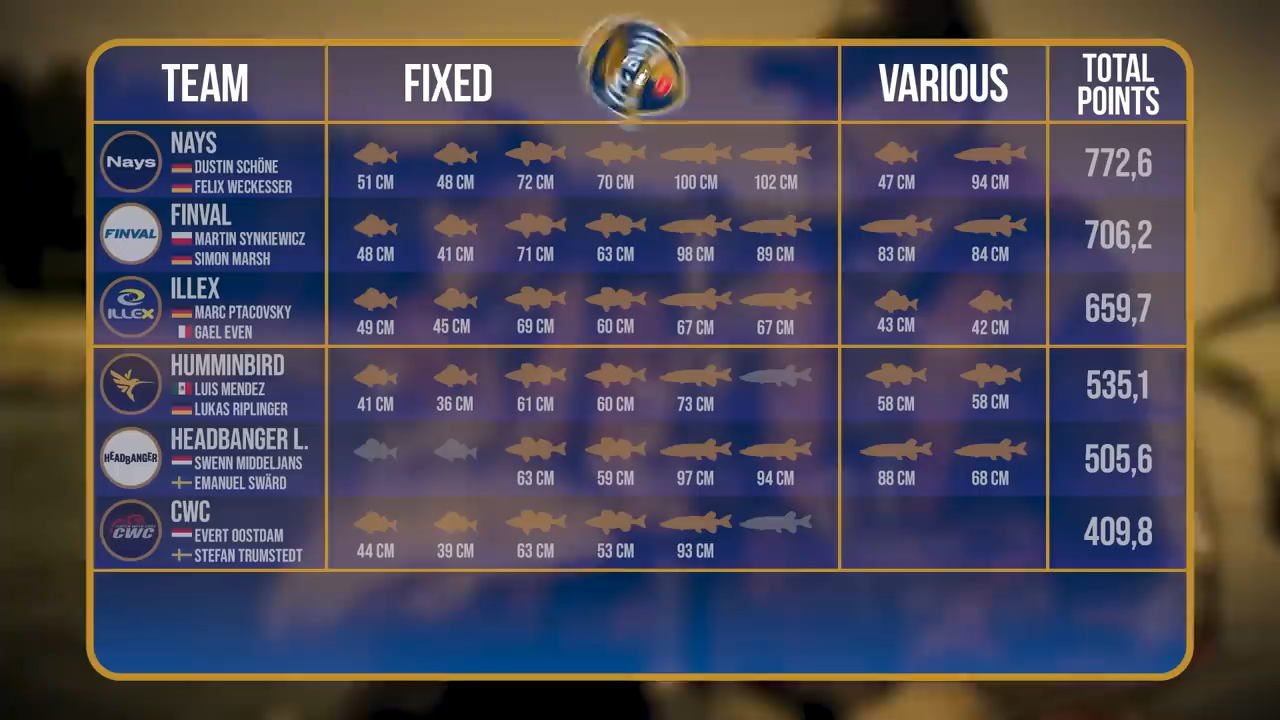 TEAM FIXED VARIOUS TOTAL POINTS
Nays NAYS
DUSTIN SCHÖNE
FELIX WECKESSER
51 CM 48 CM 72 CM 70 CM 100 CM 102 CM 47 CM 94 CM 772,6
FINVAL FINVAL
MARTIN SYNKIEWICZ
SIMON MARSH
48 CM 41 CM 71 CM 63 CM 98 CM 89 CM 83 CM 84 CM 706,2
ILLEX ILLEX
MARC PTACOVSKY
GAEL EVEN
49 CM 45 CM 69 CM 60 CM 67 CM 67 CM 43 CM 42 CM 659,7
HUMMINBIRD
LUIS MENDEZ
LUKAS RIPLINGER
41 CM 36 CM 61 CM 60 CM 73 CM 58 CM 58 CM 535,1
HEADBANGER HEADBANGER L.
SWENN MIDDELJANS
EMANUEL SWÄRD
63 CM 59 CM 97 CM 94 CM 88 CM 68 CM 505,6
CWC CWC
EVERT OOSTDAM
STEFAN TRUMSTEDT
44 CM 39 CM 63 CM 53 CM 93 CM 409,8